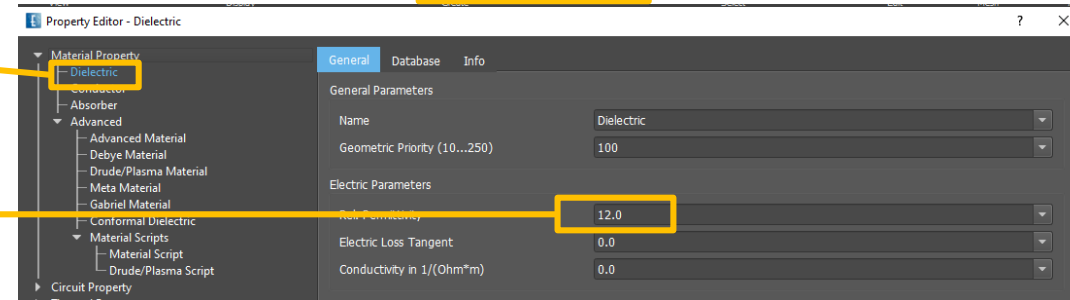 Property Editor - Dielectric
?
Material Property
Dielectric
Conductor
Absorber
Advanced
Advanced Material
Debye Material
Drude/Plasma Material
Meta Material
Gabriel Material
Conformal Dielectric
Material Scripts
Material Script
Drude/Plasma Script
Circuit Property
General Database Info
General Parameters
Name Dielectric
Geometric Priority (10...250) 100
Electric Parameters
Rel. Permittivity 12.0
Electric Loss Tangent 0.0
Conductivity in 1/(Ohm*m) 0.0